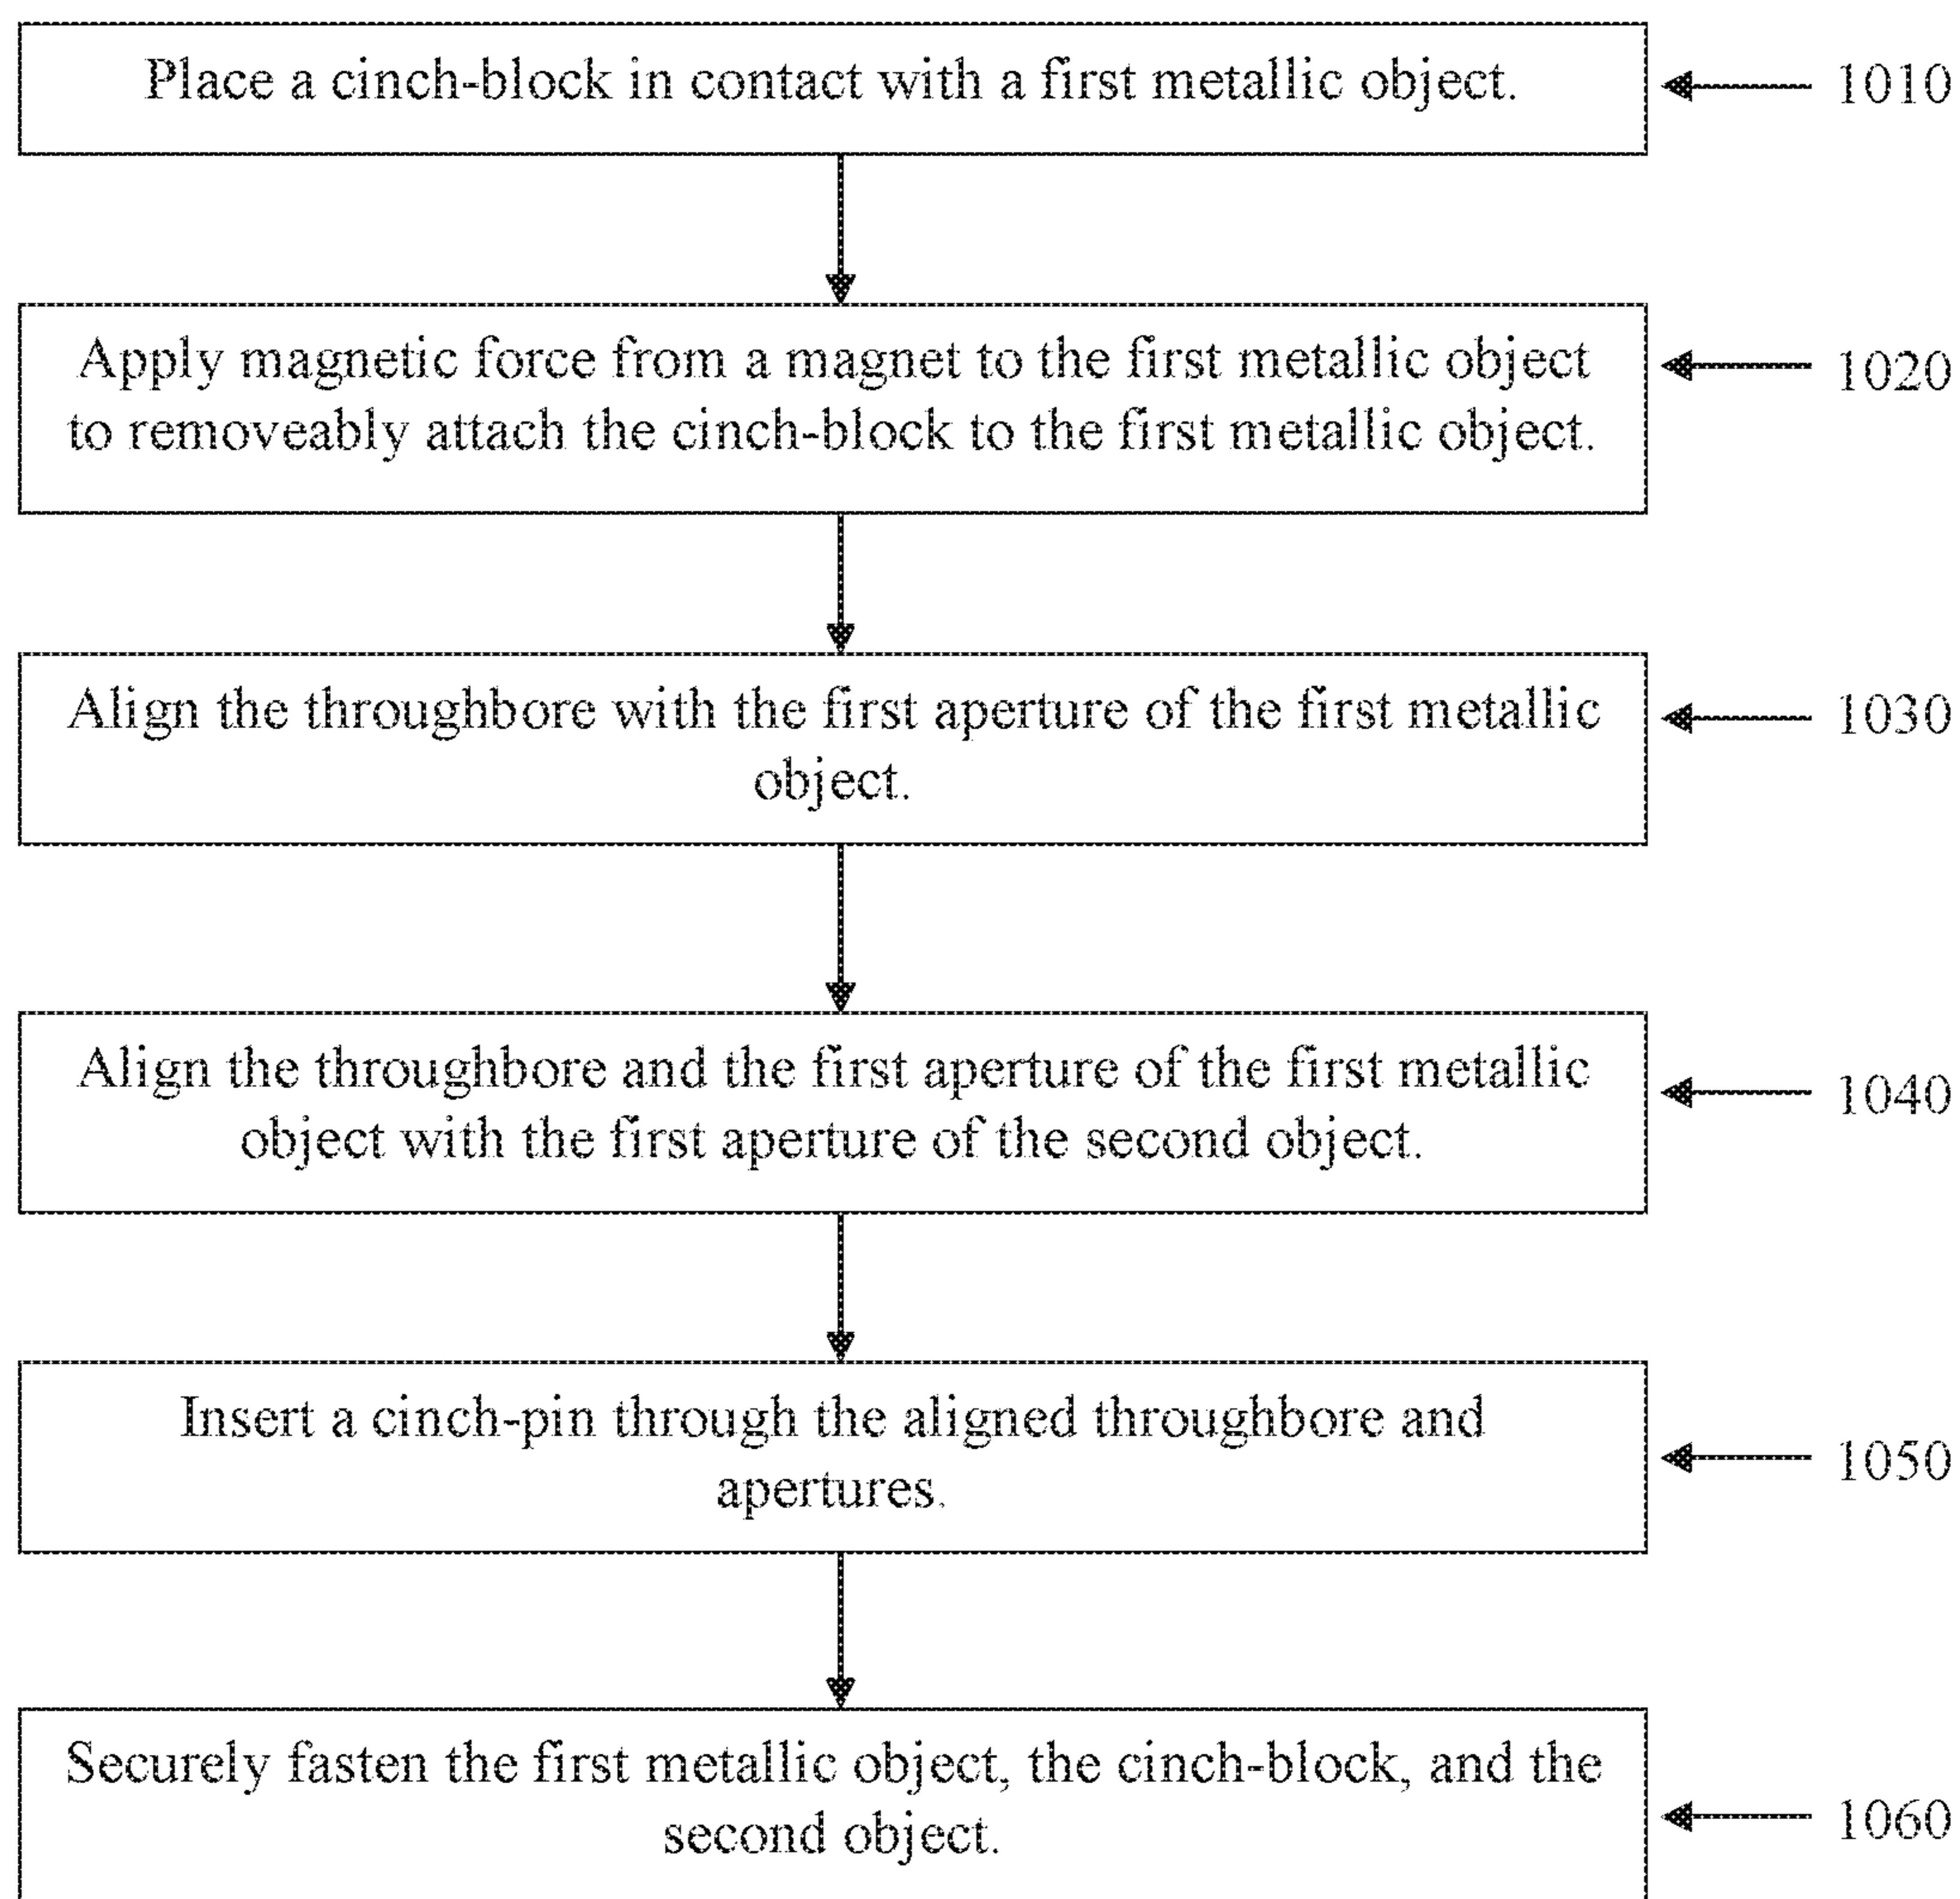 Place a cinch-block in contact with a first metallic object.
1010
Apply magnetic force from a magnet to the first metallic object
to removeably attach the cinch-block to the first metallic object.
1020
Align the throughbore with the first aperture of the first metallic
object.
1030
Align the throughbore and the first aperture of the first metallic
object with the first aperture of the second object.
1040
Insert a cinch-pin through the aligned throughbore and
apertures.
1050
Securely fasten the first metallic object, the cinch-block, and the
second object.
1060